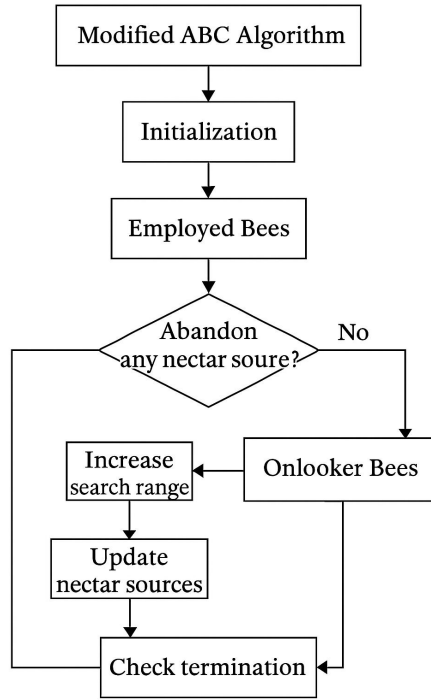 Modified ABC Algorithm
Initialization
Employed Bees
Abandon
any nectar soure?
No
Increase
search range
Onlooker Bees
Update
nectar sources
Check termination